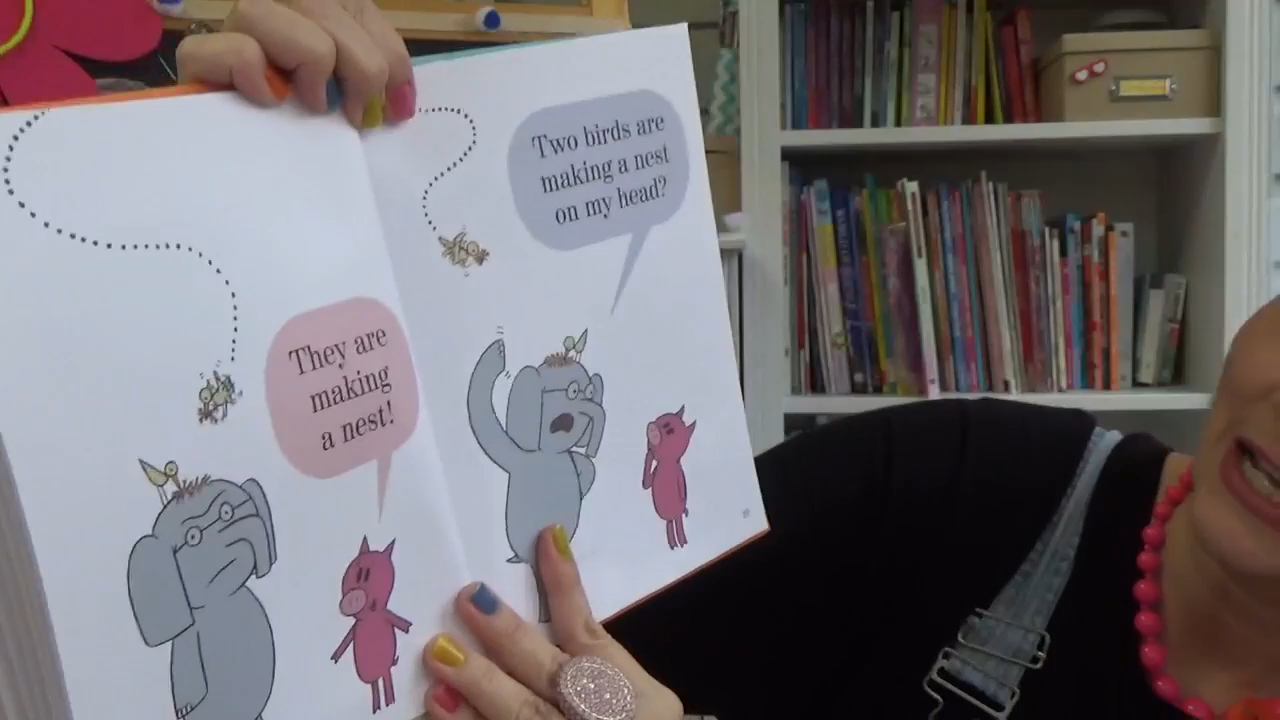 They are
making
a nest!
Two birds are
making a nest
on my head?